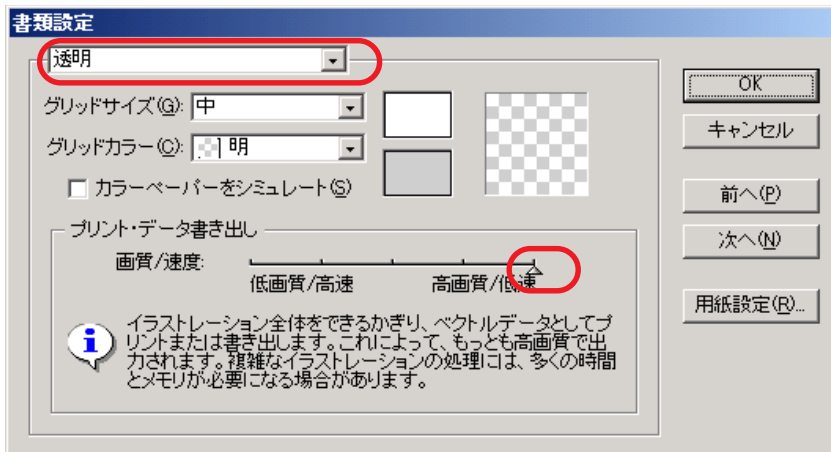 書類設定
透明
OK
グリッドサイズ(G): 中
キャンセル
グリッドカラー(C): 明
カラーペーパーをシミュレート(S)
前へ(P)
プリント・データ書き出し
次へ(N)
画質/速度:
低画質/高速 高画質/低速
用紙設定(R)...
イラストレーション全体をできるかぎり、ベクトルデータとしてプ
リントまたは書き出します。これによって、もっとも高画質で出
力されます。複雑なイラストレーションの処理には、多くの時間
とメモリが必要になる場合があります。